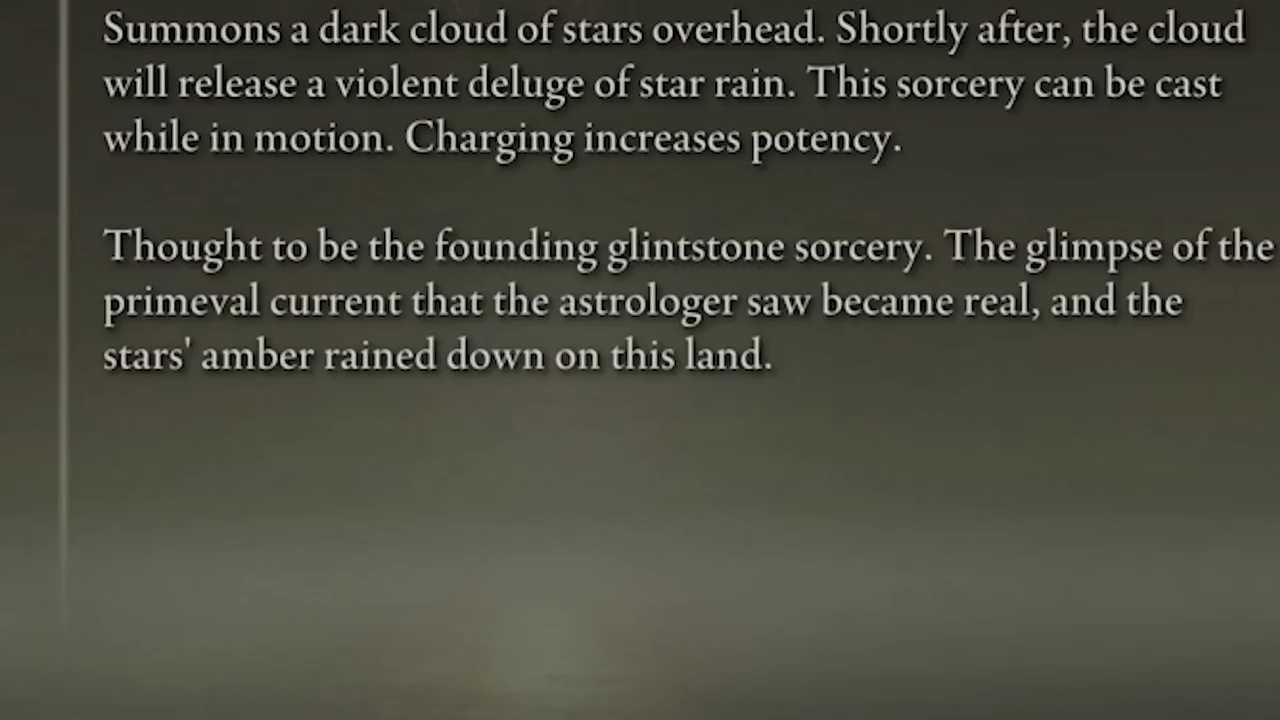 Summons a dark cloud of stars overhead. Shortly after, the cloud
will release a violent deluge of star rain. This sorcery can be cast
while in motion. Charging increases potency.
Thought to be the founding glintstone sorcery. The glimpse of the
primeval current that the astrologer saw became real, and the
stars' amber rained down on this land.